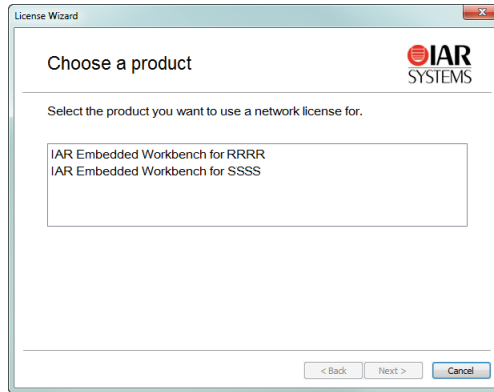 License Wizard
Choose a product
IAR
SYSTEMS
Select the product you want to use a network license for.
IAR Embedded Workbench for RRRR
IAR Embedded Workbench for SSSS
< Back
Next >
Cancel